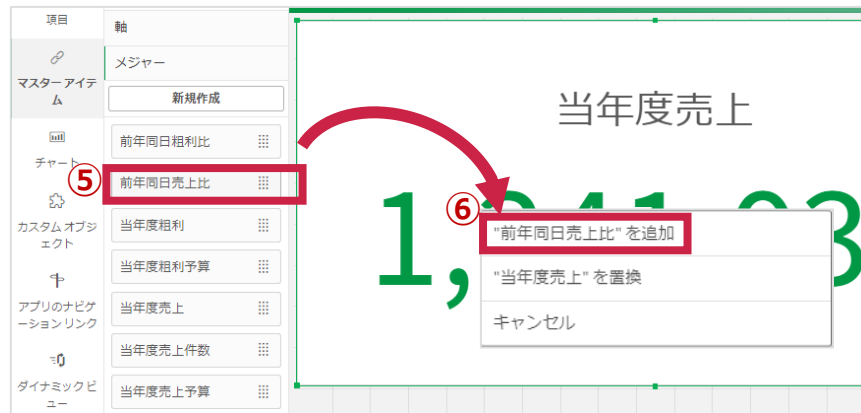 項目
マスター アイテ
ム
チャート
カスタム オブジ
ェクト
アプリのナビゲ
ーション リンク
ダイナミック ビ
ュー
軸
メジャー
新規作成
前年同日粗利比
⑤
前年同日売上比
当年度粗利
当年度粗利予算
当年度売上
当年度売上件数
当年度売上予算
当年度売上
⑥
"前年同日売上比" を追加
"当年度売上" を置換
キャンセル